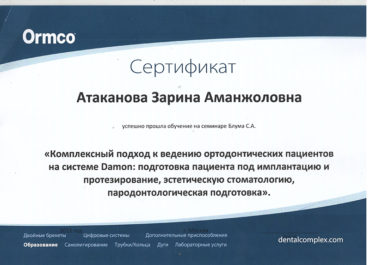 Ormco
Сертификат
Атаканова Зарина Аманжоловна
успешно прошла обучение на семинаре Блума С.А.
«Комплексный подход к ведению ортодонтических пациентов
на системе Damon: подготовка пациента под имплантацию и
протезирование, эстетическую стоматологию,
пародонтологическая подготовка».
Двойные брекеты Цифровые системы Дополнительные приспособления
Образование Самолигирование Трубки/Кольца Дуги Лабораторные услуги
dentalcomplex.com